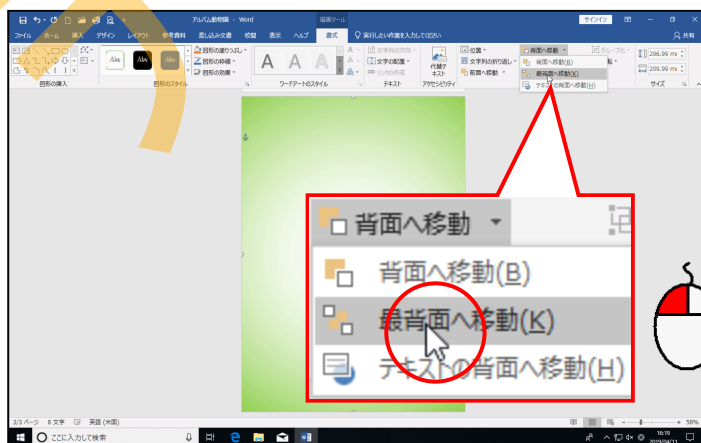 アルバム動物園 - Word
描画ツール
サインイン
ファイル ホーム 挿入 デザイン レイアウト 参考資料 差し込み文書 校閲 表示 ヘルプ 書式 実行したい作業を入力してください 共有
Abc Abc Abc
図形の塗りつぶし
図形の枠線
図形の効果
A A A
文字列の方向
文字の配置
リンクの作成
代替テキスト
位置
文字列の折り返し
前面へ移動
背面へ移動
背面へ移動(B)
最背面へ移動(K)
テキストの背面へ移動(H)
296.99 mm
209.99 mm
図形の挿入 図形のスタイル ワードアートのスタイル テキスト アクセシビリティ サイズ
背面へ移動
背面へ移動(B)
最背面へ移動(K)
テキストの背面へ移動(H)
3/3 ページ 8 文字 英語 (米国) 58%
ここに入力して検索
16:19
2019/04/11